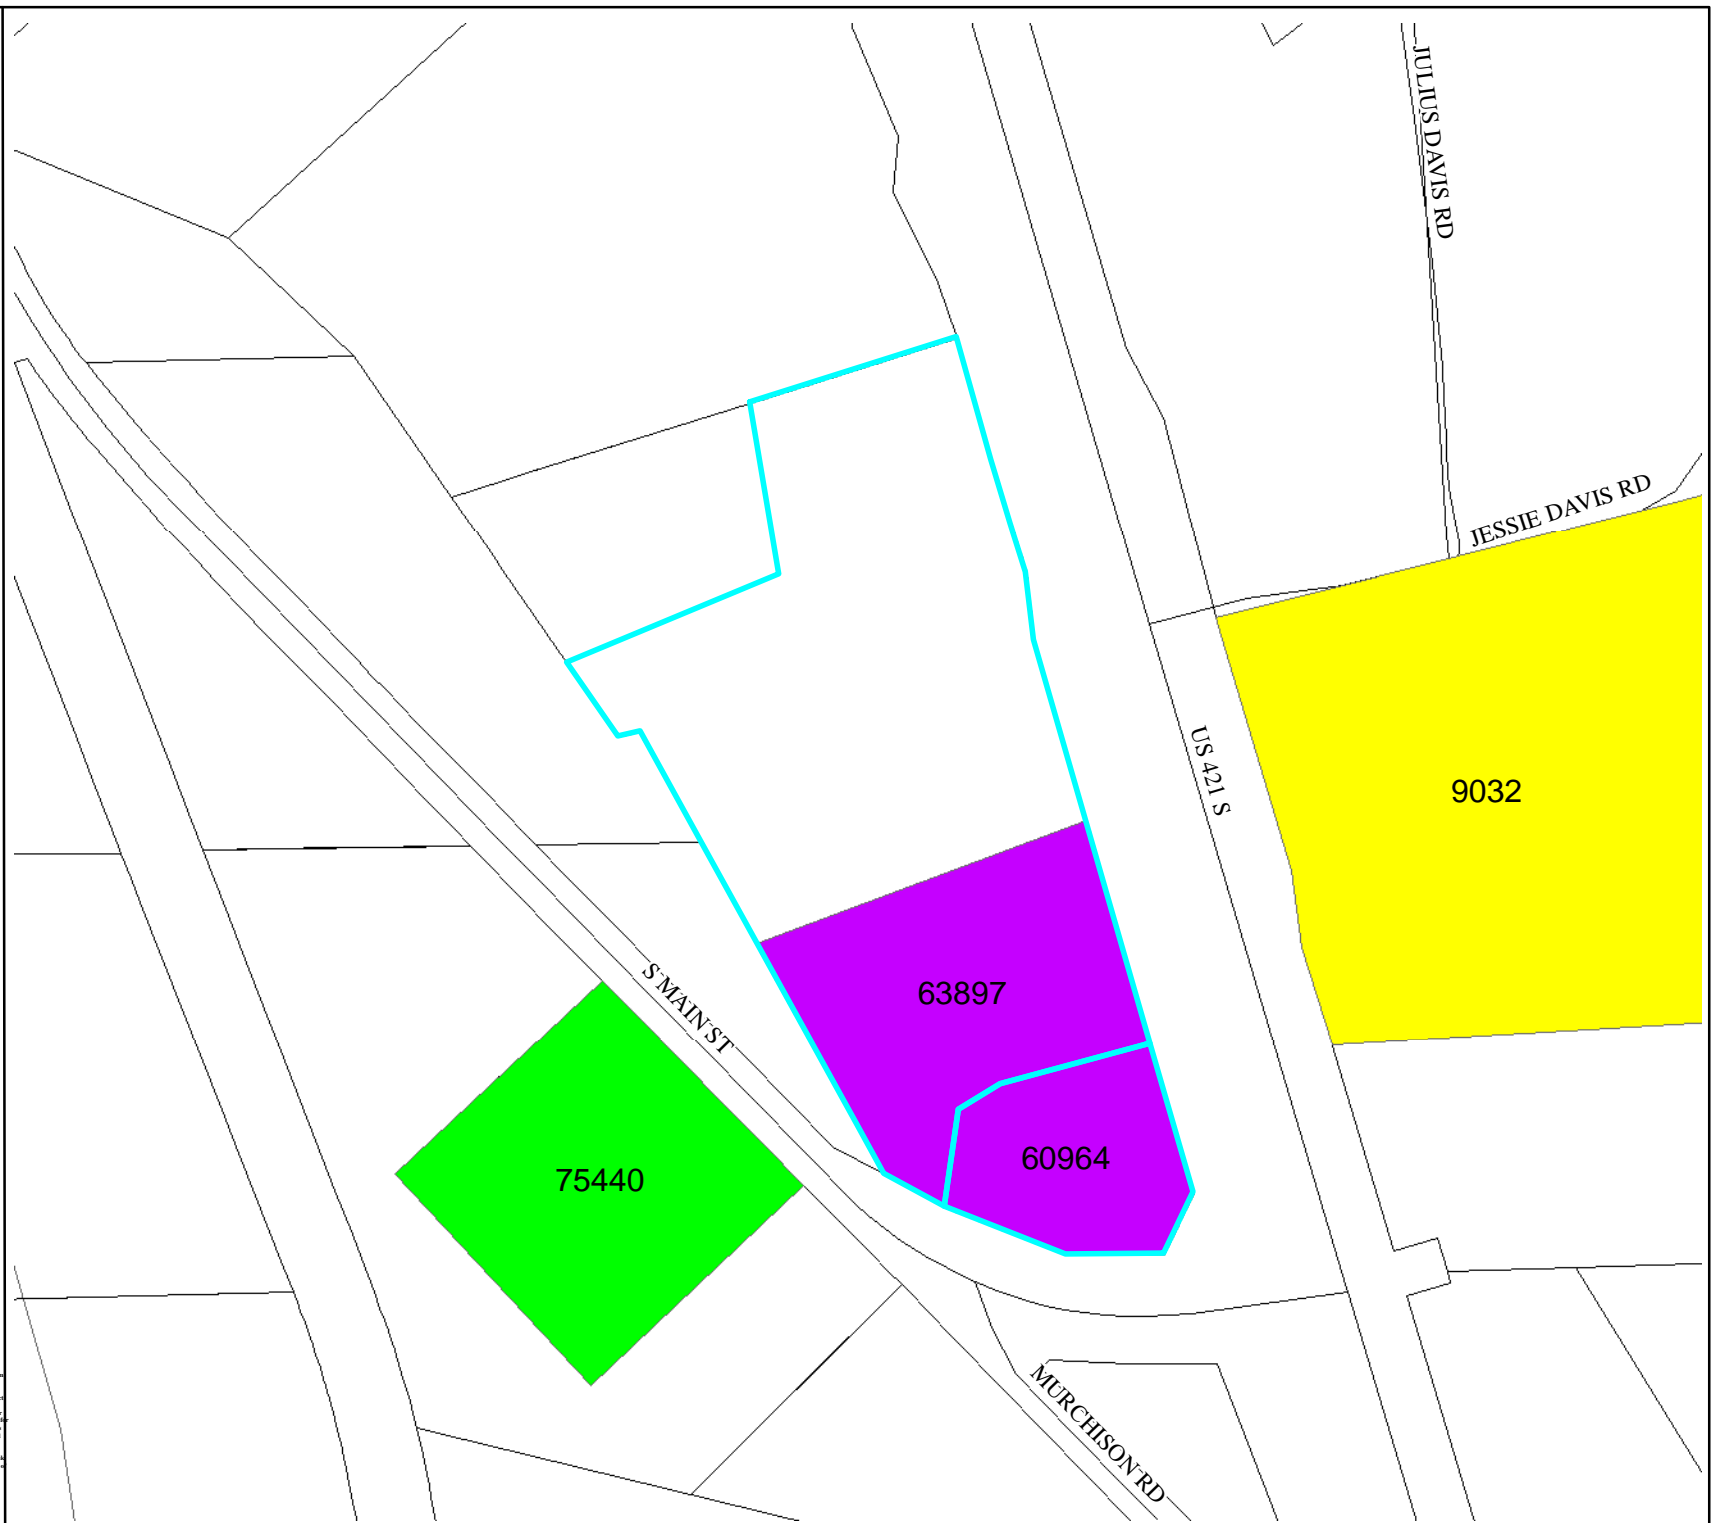 JULIUS DAVIS RD
JESSIE DAVIS RD
US 421 S
9032
63897
S MAIN ST
60964
75440
MURCHISON RD